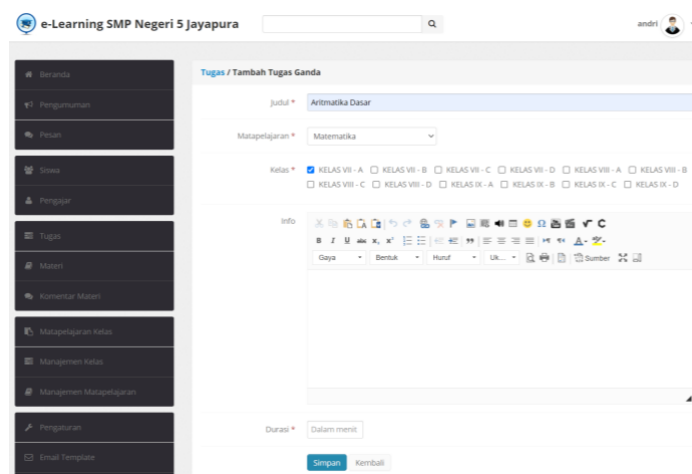 e-Learning SMP Negeri 5 Jayapura
andri
Beranda
Pengumuman
Pesan
Siswa
Pengajar
Tugas
Materi
Komentar Materi
Matapelajaran Kelas
Manajemen Kelas
Manajemen Matapelajaran
Pengaturan
Email Template
Tugas / Tambah Tugas Ganda
Judul * Aritmatika Dasar
Matapelajaran * Matematika
Kelas * KELAS VII - A KELAS VII - B KELAS VII - C KELAS VII - D KELAS VIII - A KELAS VIII - B
KELAS VIII - C KELAS VIII - D KELAS IX - A KELAS IX - B KELAS IX - C KELAS IX - D
Info
B I U abc x, x²
Gaya Bentuk Huruf Uk... Sumber
Durasi * Dalam menit
Simpan Kembali